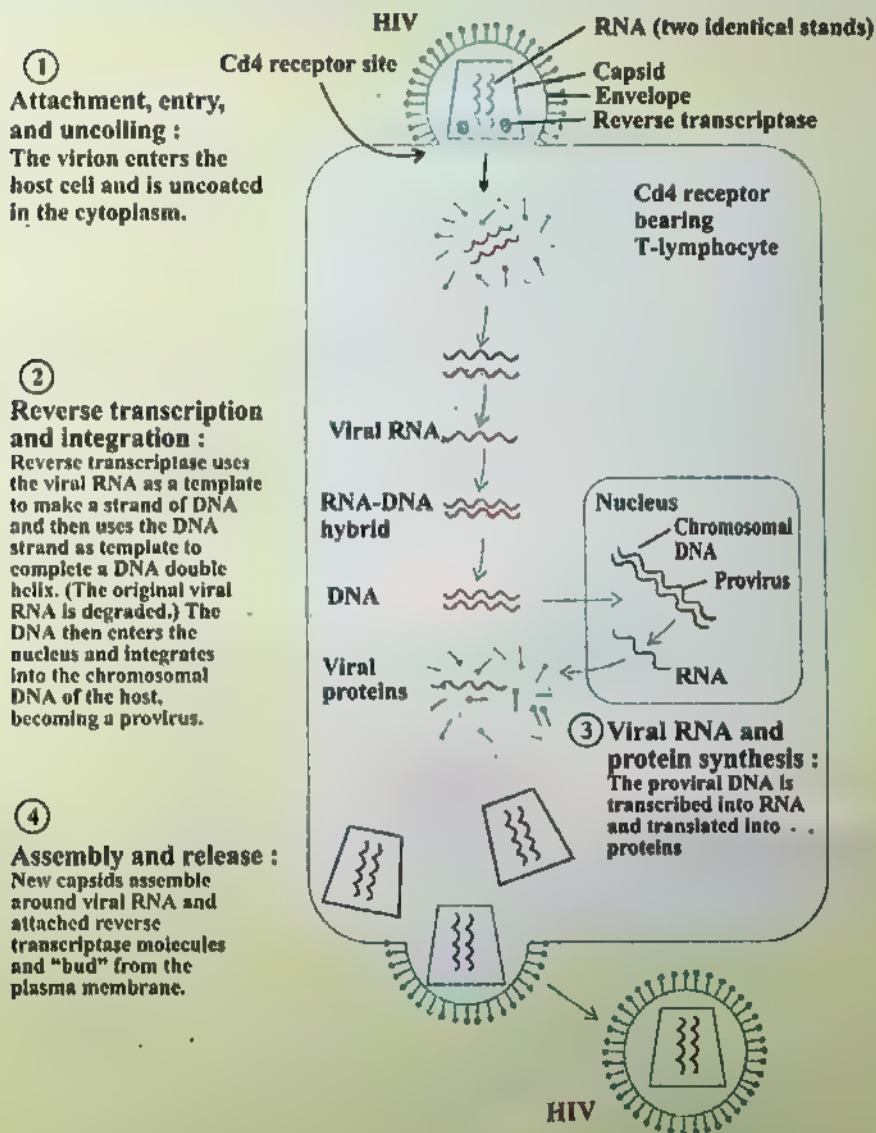 HIV
RNA (two identical stands)
Cd4 receptor site
Capsid
Envelope
Reverse transcriptase
①
Attachment, entry,
and uncoiling :
The virion enters the
host cell and is uncoated
in the cytoplasm.
Cd4 receptor
bearing
T-lymphocyte
②
Reverse transcription
and integration :
Reverse transcriptase uses
the viral RNA as a template
to make a strand of DNA
and then uses the DNA
strand as template to
complete a DNA double
helix. (The original viral
RNA is degraded.) The
DNA then enters the
nucleus and integrates
into the chromosomal
DNA of the host,
becoming a provirus.
Viral RNA
RNA-DNA
hybrid
DNA
Viral
proteins
Nucleus
Chromosomal
DNA
Provirus
RNA
③ Viral RNA and
protein synthesis :
The proviral DNA is
transcribed into RNA
and translated into
proteins
④
Assembly and release :
New capsids assemble
around viral RNA and
attached reverse
transcriptase molecules
and "bud" from the
plasma membrane.
HIV